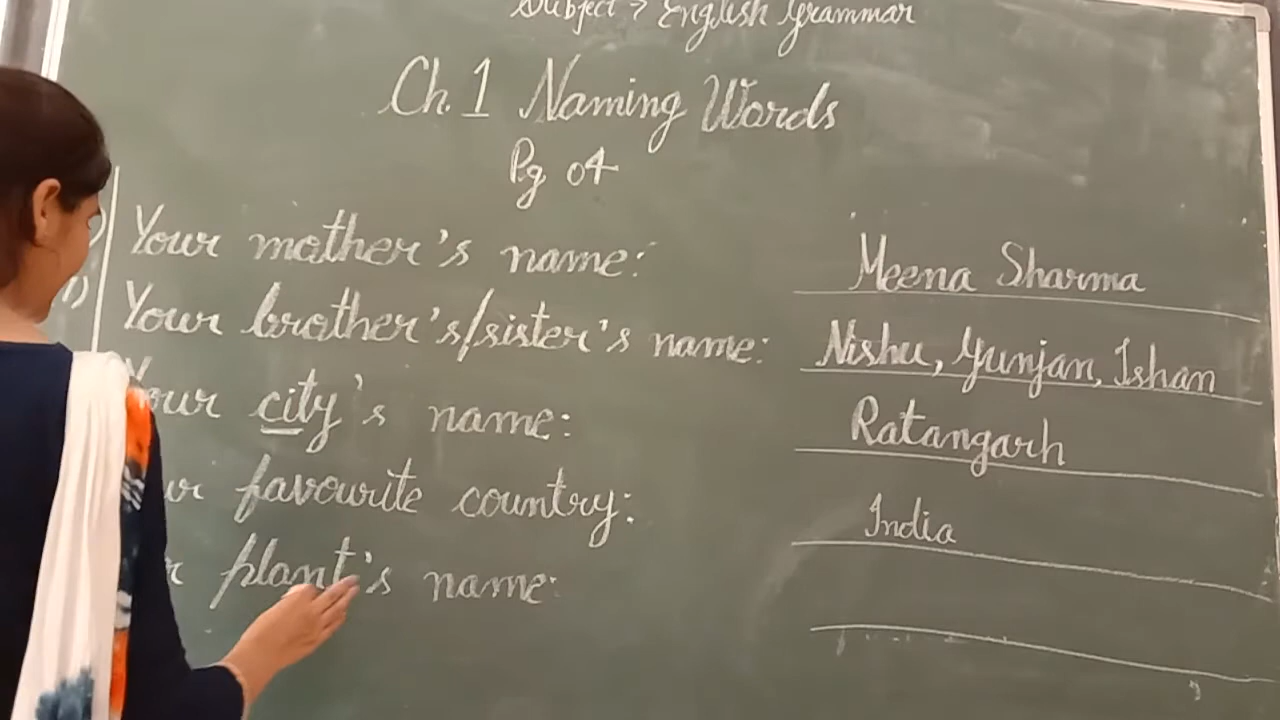 Subject → English Grammar
Ch. 1 Naming Words
Pg 04
Your mother's name: Meena Sharma
Your brother's/sister's name: Nishu, Gunjan, Ishan
Your city's name: Ratangarh
favourite country: India
plant's name: